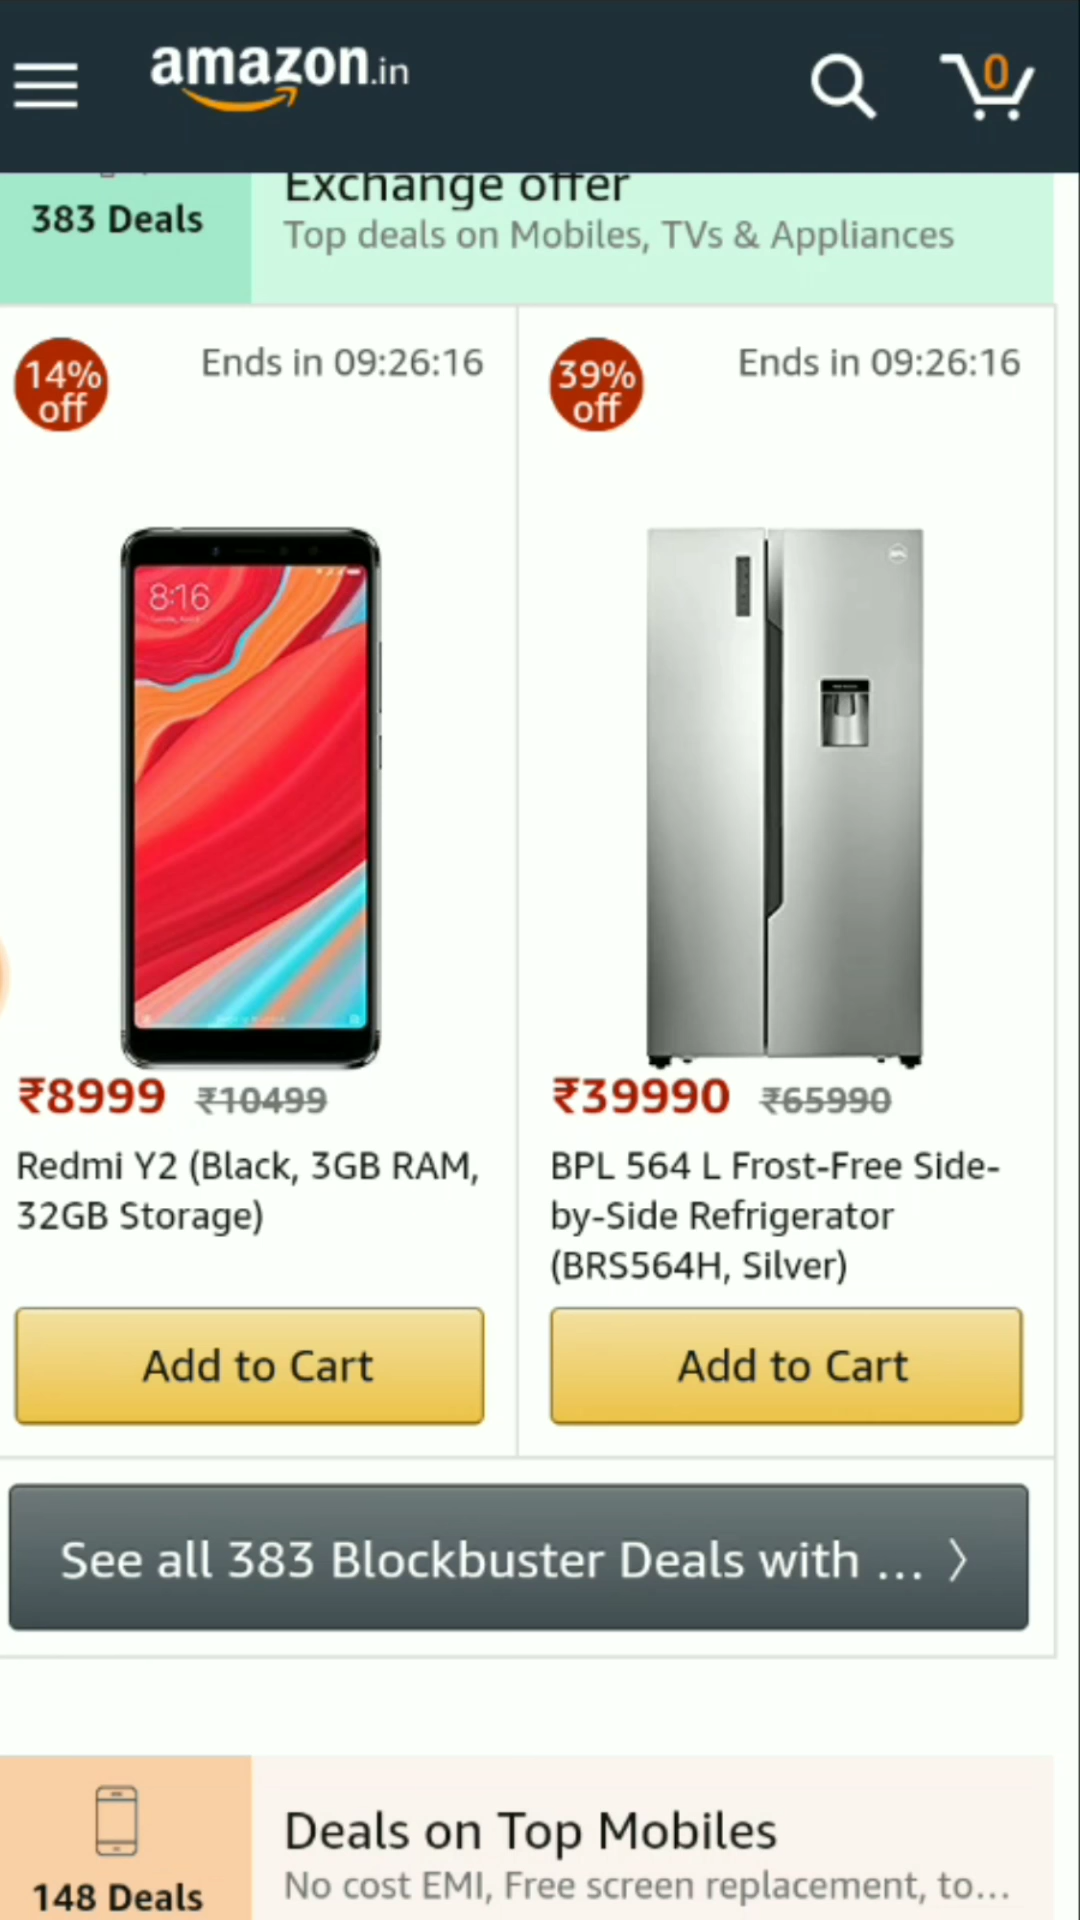 amazon.in
0
Exchange offer
383 Deals
Top deals on Mobiles, TVs & Appliances
14% off
Ends in 09:26:16
39% off
Ends in 09:26:16
8:16
₹8999 ₹10499
₹39990 ₹65990
Redmi Y2 (Black, 3GB RAM,
32GB Storage)
BPL 564 L Frost-Free Side-
by-Side Refrigerator
(BRS564H, Silver)
Add to Cart
Add to Cart
See all 383 Blockbuster Deals with ...
Deals on Top Mobiles
148 Deals
No cost EMI, Free screen replacement, to...